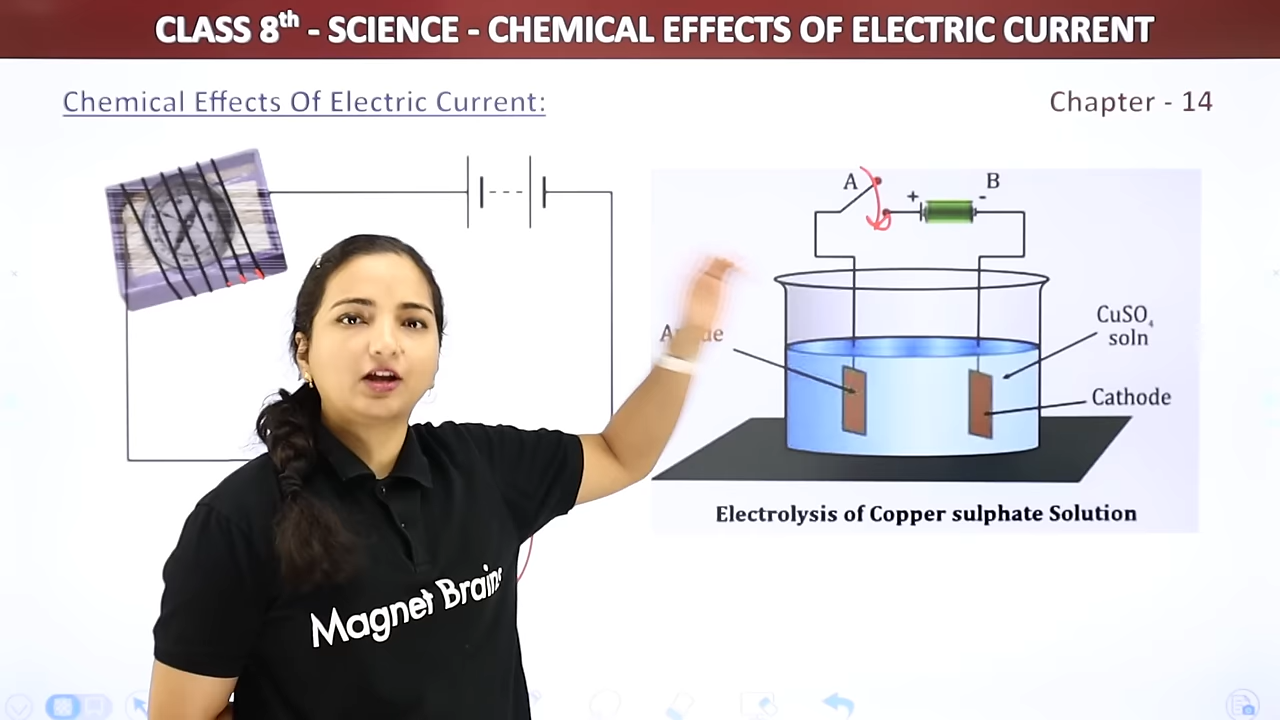 CLASS 8th - SCIENCE - CHEMICAL EFFECTS OF ELECTRIC CURRENT
Chemical Effects Of Electric Current:
Chapter - 14
A
B
+
-
CuSO4
soln
Cathode
Electrolysis of Copper sulphate Solution
Magnet Brains